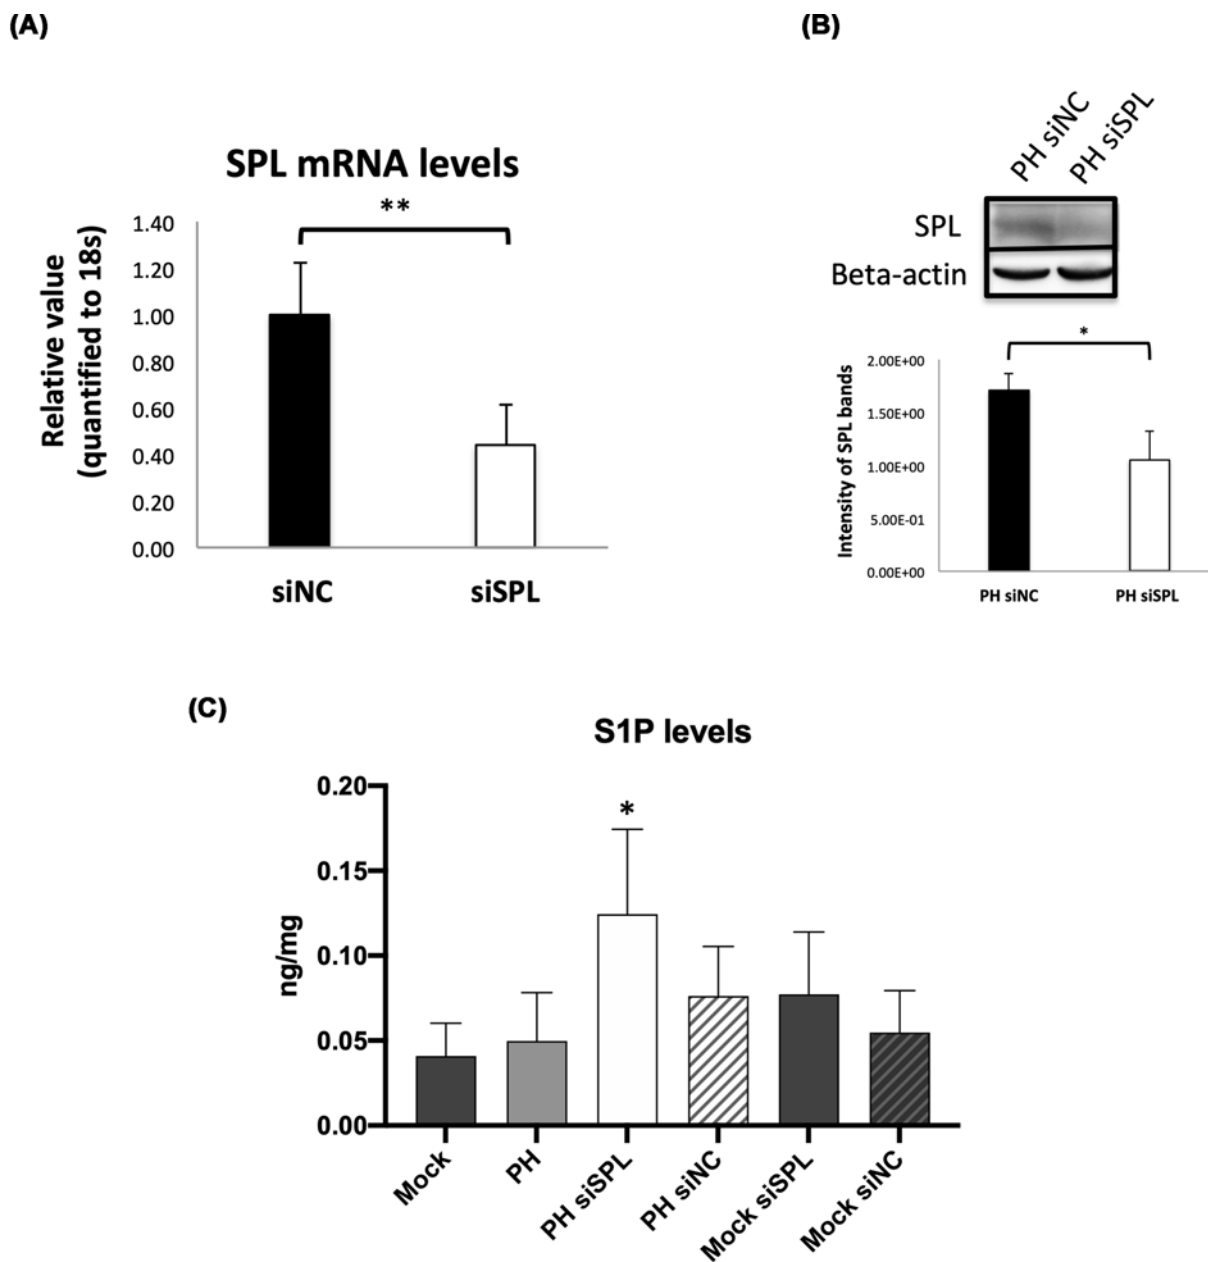 (A)
SPL mRNA levels
**
Relative value
(quantified to 18s)
1.40
1.20
1.00
0.80
0.60
0.40
0.20
0.00
siNC
siSPL
(B)
PH siNC
PH siSPL
SPL
Beta-actin
*
Intensity of SPL bands
2.00E+00
1.50E+00
1.00E+00
5.00E-01
0.00E+00
PH siNC
PH siSPL
(C)
S1P levels
*
ng/mg
0.20
0.15
0.10
0.05
0.00
Mock
PH
PH siSPL
PH siNC
Mock siSPL
Mock siNC